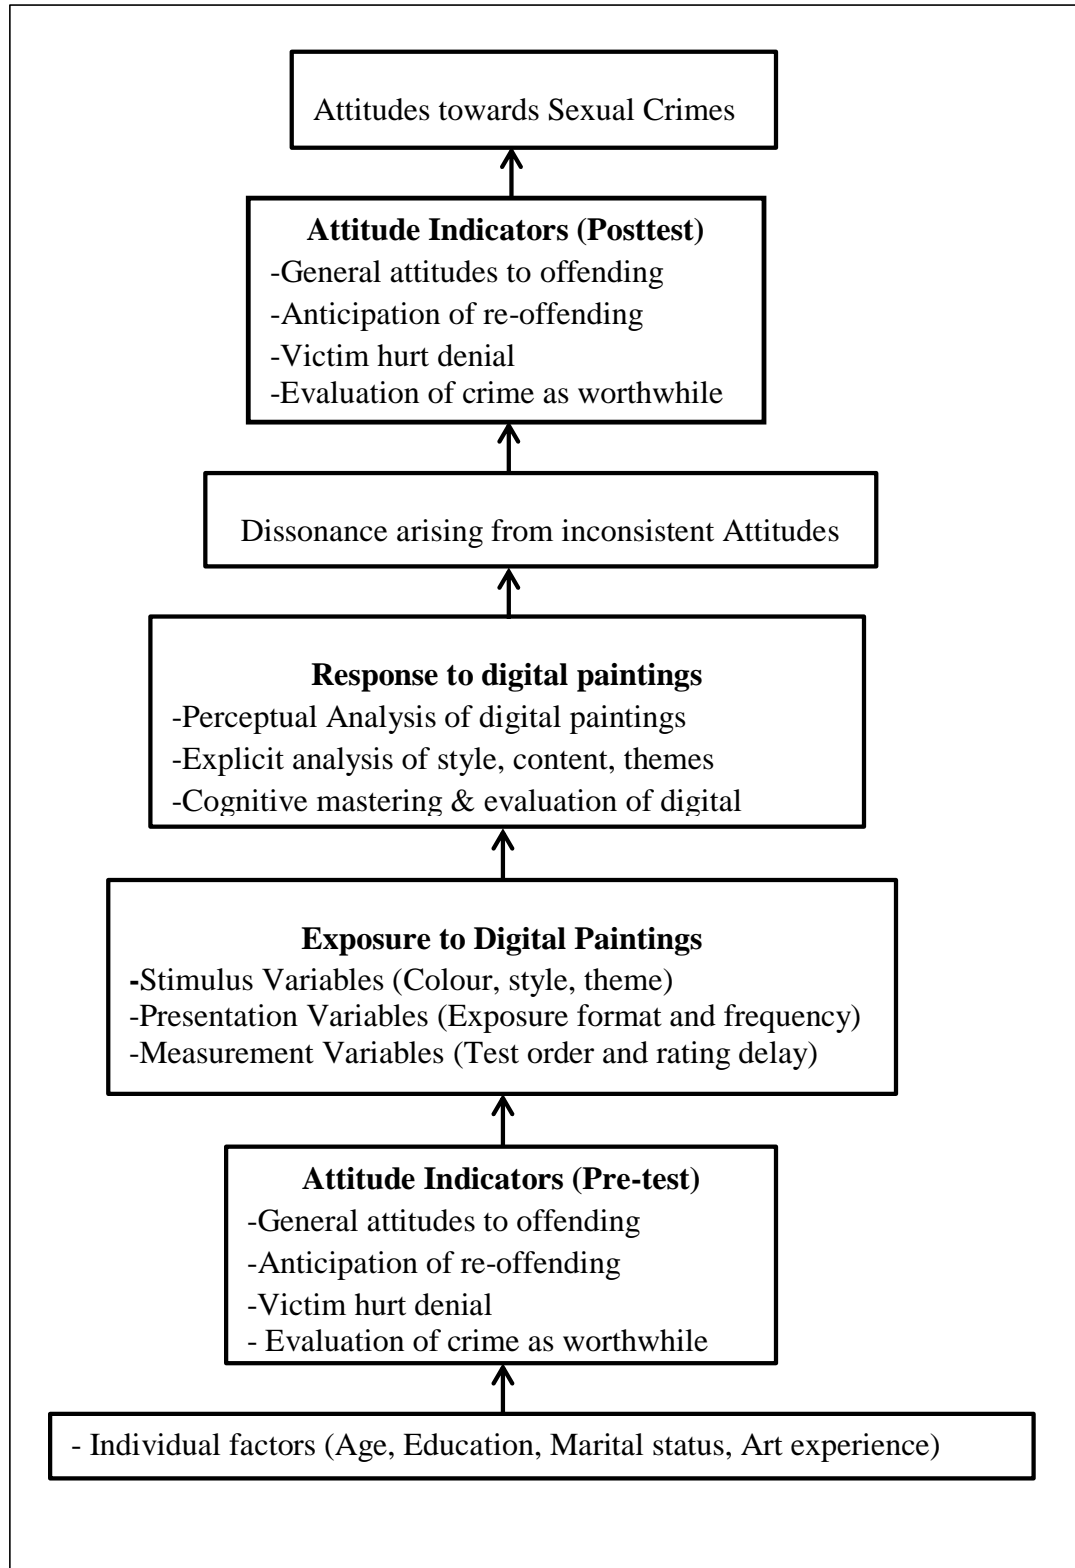 Attitudes towards Sexual Crimes
Attitude Indicators (Posttest)
-General attitudes to offending
-Anticipation of re-offending
-Victim hurt denial
-Evaluation of crime as worthwhile
Dissonance arising from inconsistent Attitudes
Response to digital paintings
-Perceptual Analysis of digital paintings
-Explicit analysis of style, content, themes
-Cognitive mastering & evaluation of digital
Exposure to Digital Paintings
-Stimulus Variables (Colour, style, theme)
-Presentation Variables (Exposure format and frequency)
-Measurement Variables (Test order and rating delay)
Attitude Indicators (Pre-test)
-General attitudes to offending
-Anticipation of re-offending
-Victim hurt denial
- Evaluation of crime as worthwhile
- Individual factors (Age, Education, Marital status, Art experience)